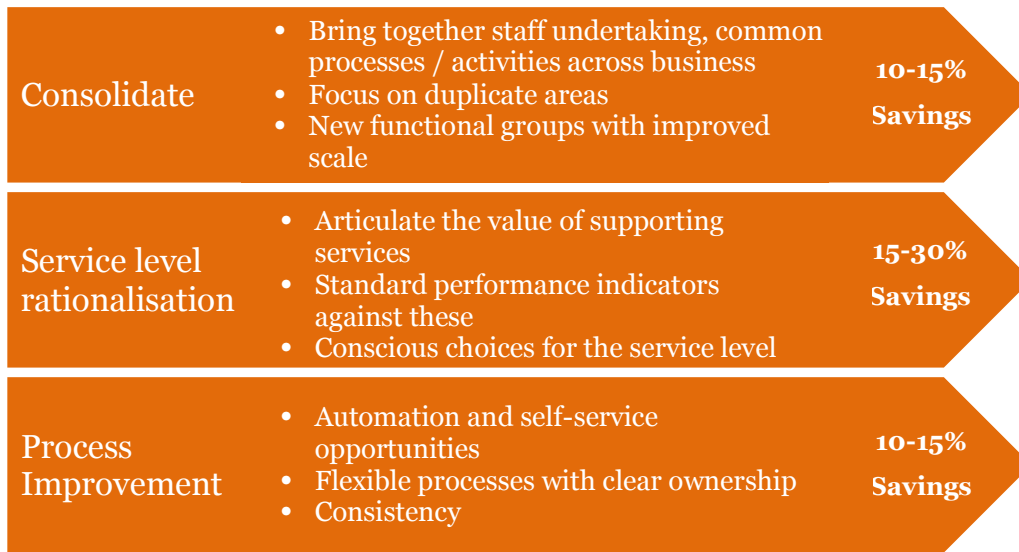 Consolidate
• Bring together staff undertaking, common
processes / activities across business
• Focus on duplicate areas
• New functional groups with improved
scale
10-15%
Savings
Service level
rationalisation
• Articulate the value of supporting
services
• Standard performance indicators
against these
• Conscious choices for the service level
15-30%
Savings
Process
Improvement
• Automation and self-service
opportunities
• Flexible processes with clear ownership
• Consistency
10-15%
Savings